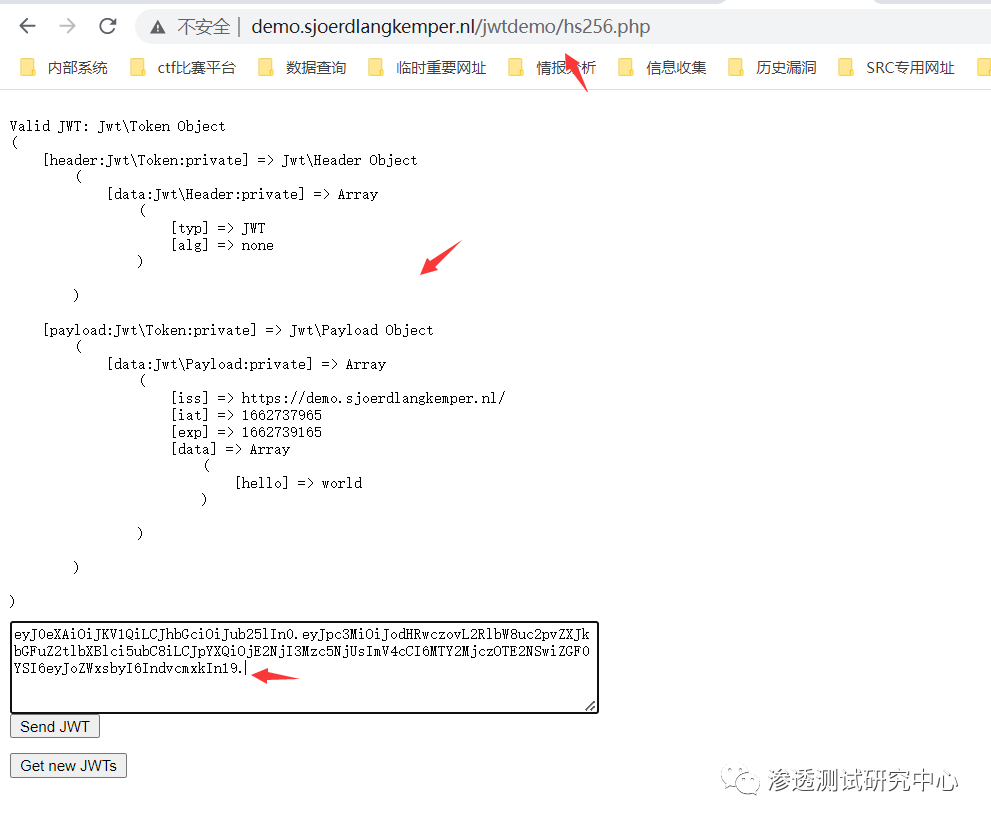 不安全 | demo.sjoerdlangkemper.nl/jwtdemo/hs256.php
内部系统 ctf比赛平台 数据查询 临时重要网址 情报分析 信息收集 历史漏洞 SRC专用网址
Valid JWT: Jwt\Token Object
(
[header:Jwt\Token:private] => Jwt\Header Object
(
[data:Jwt\Header:private] => Array
(
[typ] => JWT
[alg] => none
)
)
[payload:Jwt\Token:private] => Jwt\Payload Object
(
[data:Jwt\Payload:private] => Array
(
[iss] => https://demo.sjoerdlangkemper.nl/
[iat] => 1662737965
[exp] => 1662739165
[data] => Array
(
[hello] => world
)
)
)
)
eyJ0eXAiOiJKV1QiLCJhbGciOiJub25lIn0.eyJpc3MiOiJodHRwczovL2RlbW8uc2pvZXJk
bGFuZ2tlbXBlci5ubC8iLCJpYXQiOjE2NjI3Mzc5NjUsImV4cCI6MTY2MjczOTE2NSwiZGF0
YSI6eyJoZWxsbyI6IndvcmxkIn19.
Send JWT
Get new JWTs
渗透测试研究中心